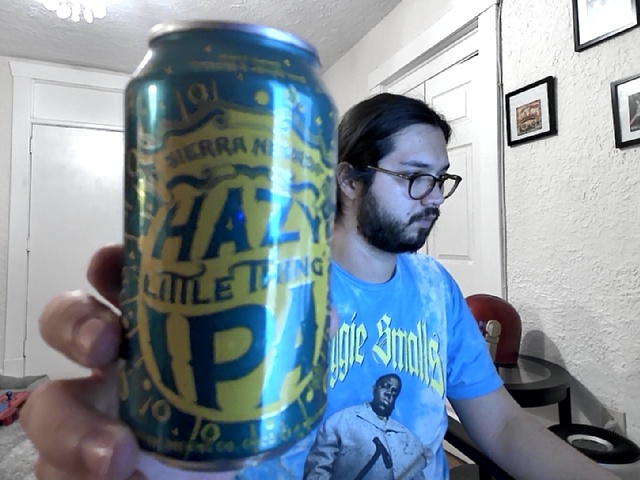 SIERRA NEVADA
HAZY
LITTLE THING
IPA
ggie Smalls